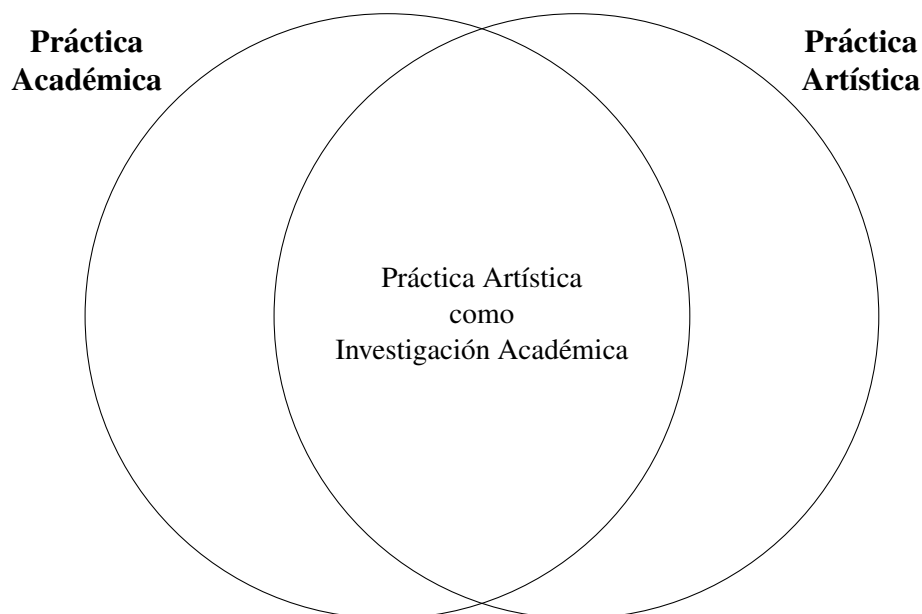 Práctica
Académica
Práctica
Artística
Práctica Artística
como
Investigación Académica